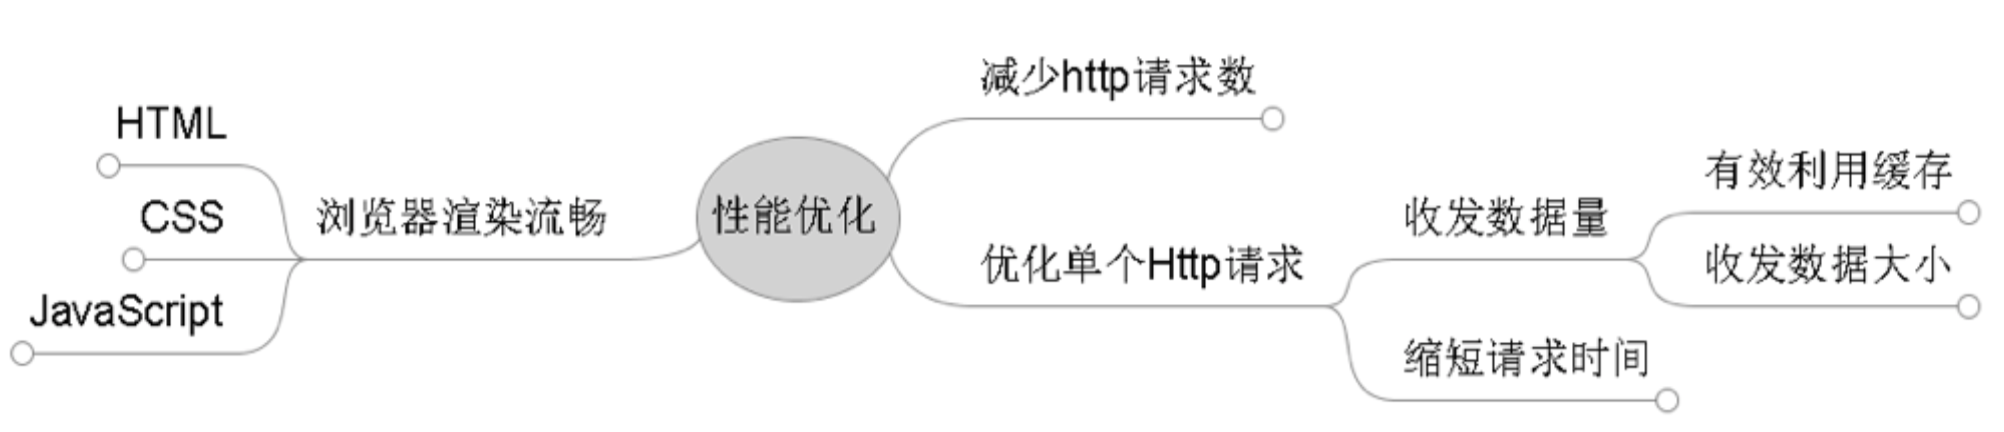 减少http请求数
HTML
有效利用缓存
CSS
浏览器渲染流畅
性能优化
收发数据量
优化单个Http请求
收发数据大小
JavaScript
缩短请求时间